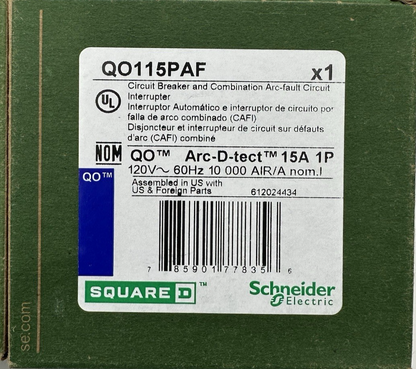 QO115PAF x1
Circuit Breaker and Combination Arc-fault Circuit
Interrupter
Interruptor Automático e interruptor de circuito por
falla de arco combinado (CAFI)
Disjoncteur et interrupteur de circuit sur défauts
d'arc (CAFI) combiné
UL
NOM QO™ Arc-D-tect™ 15A 1P
120V~ 60Hz 10 000 AIR/A nom.I
QO™
Assembled in US with
US & Foreign Parts 612024434
7 85901 77835 6
SQUARE D™
Schneider
Electric
se.com